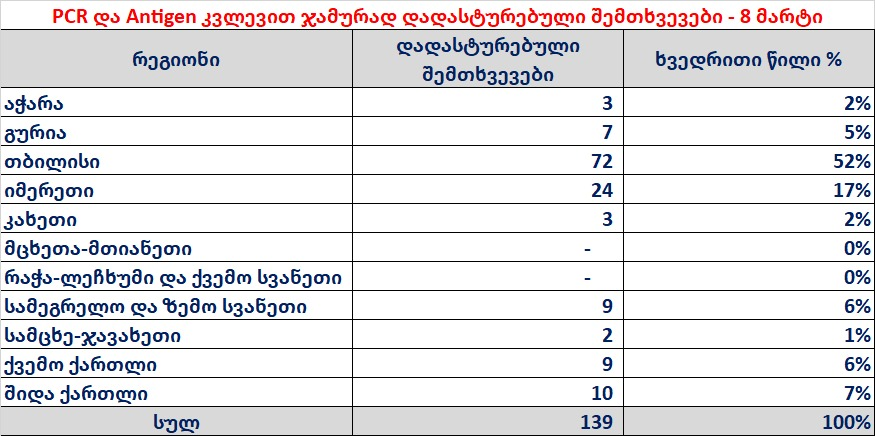 PCR და Antigen კვლევით ჯამურად დადასტურებული შემთხვევები - 8 მარტი
რეგიონი დადასტურებული შემთხვევები ხვედრითი წილი %
აჭარა 3 2%
გურია 7 5%
თბილისი 72 52%
იმერეთი 24 17%
კახეთი 3 2%
მცხეთა-მთიანეთი - 0%
რაჭა-ლეჩხუმი და ქვემო სვანეთი - 0%
სამეგრელო და ზემო სვანეთი 9 6%
სამცხე-ჯავახეთი 2 1%
ქვემო ქართლი 9 6%
შიდა ქართლი 10 7%
სულ 139 100%